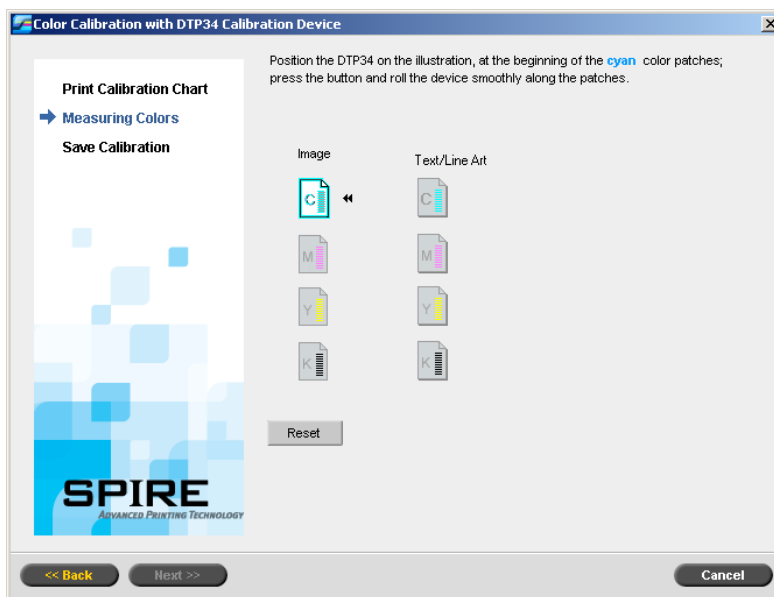 Color Calibration with DTP34 Calibration Device
Print Calibration Chart
Measuring Colors
Save Calibration
Position the DTP34 on the illustration, at the beginning of the cyan color patches;
press the button and roll the device smoothly along the patches.
Image
Text/Line Art
C
C
M
M
Y
Y
K
K
Reset
SPIRE
ADVANCED PRINTING TECHNOLOGY
<< Back
Next >>
Cancel